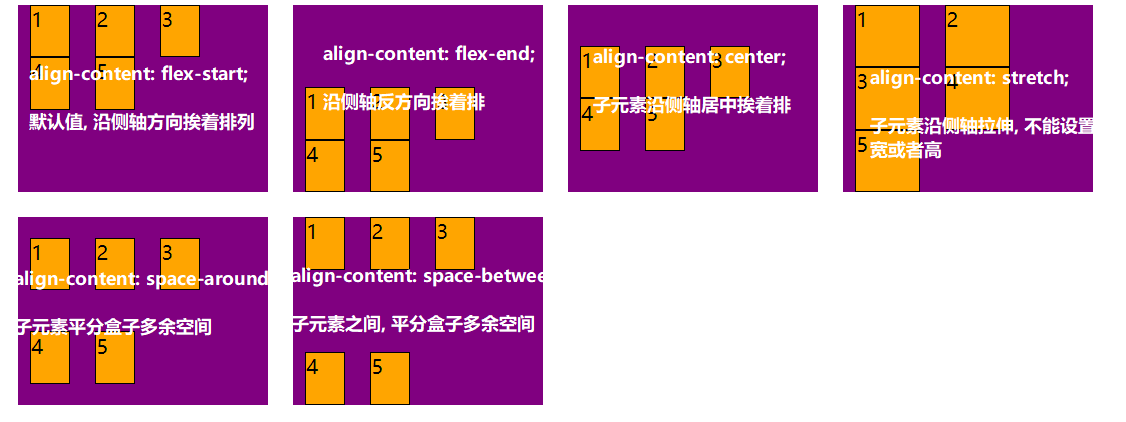 1 2 3
4 5
align-content: flex-start;
默认值, 沿侧轴方向挨着排列
align-content: flex-end;
沿侧轴反方向挨着排
1 2 3
4 5
1 2 3
align-content: center;
子元素沿侧轴居中挨着排
4 5
1 2
3 4
align-content: stretch;
子元素沿侧轴拉伸, 不能设置
宽或者高
5
1 2 3
align-content: space-around
子元素平分盒子多余空间
4 5
1 2 3
align-content: space-betwee
子元素之间, 平分盒子多余空间
4 5